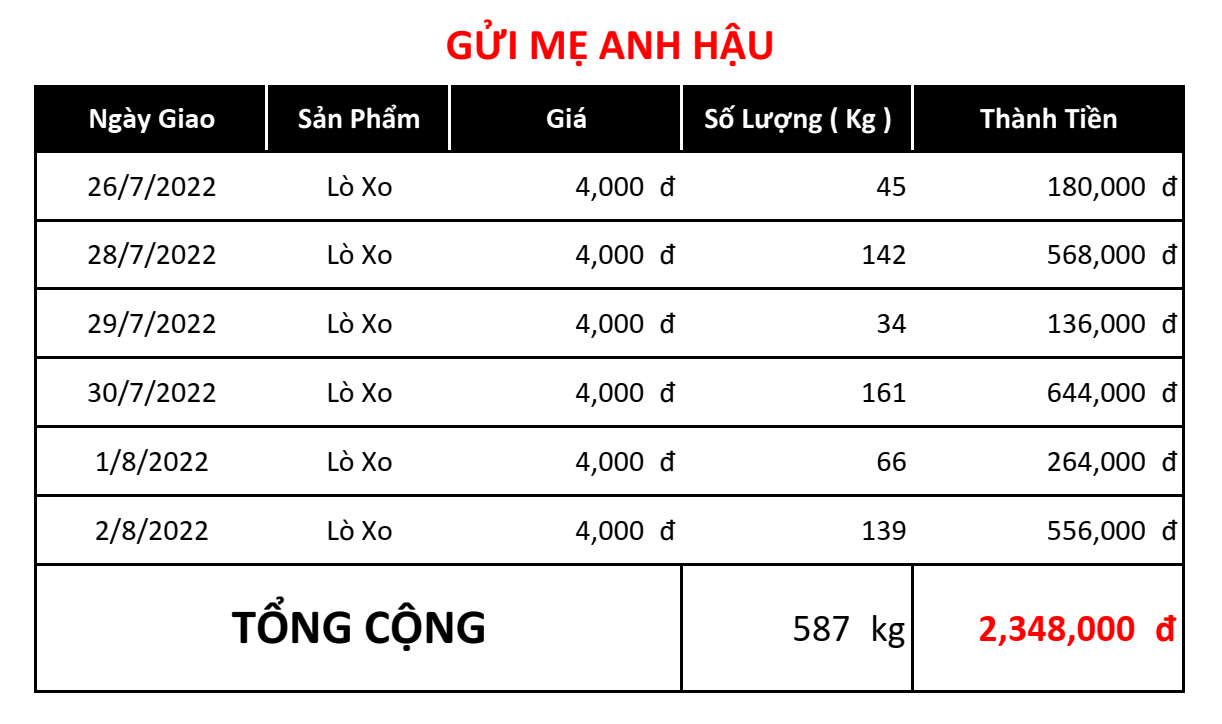 GỬI MẸ ANH HẬU
Ngày Giao Sản Phẩm Giá Số Lượng ( Kg ) Thành Tiền
26/7/2022 Lò Xo 4,000 đ 45 180,000 đ
28/7/2022 Lò Xo 4,000 đ 142 568,000 đ
29/7/2022 Lò Xo 4,000 đ 34 136,000 đ
30/7/2022 Lò Xo 4,000 đ 161 644,000 đ
1/8/2022 Lò Xo 4,000 đ 66 264,000 đ
2/8/2022 Lò Xo 4,000 đ 139 556,000 đ
TỔNG CỘNG 587 kg 2,348,000 đ